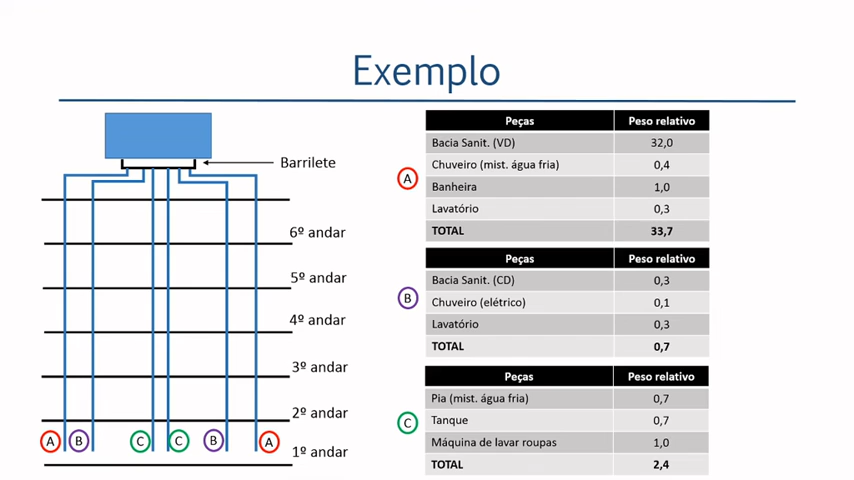 Exemplo
Barrilete
6º andar
5º andar
4º andar
3º andar
2º andar
1º andar
A B C C B A
A
Peças Peso relativo
Bacia Sanit. (VD) 32,0
Chuveiro (mist. água fria) 0,4
Banheira 1,0
Lavatório 0,3
TOTAL 33,7
B
Peças Peso relativo
Bacia Sanit. (CD) 0,3
Chuveiro (elétrico) 0,1
Lavatório 0,3
TOTAL 0,7
C
Peças Peso relativo
Pia (mist. água fria) 0,7
Tanque 0,7
Máquina de lavar roupas 1,0
TOTAL 2,4